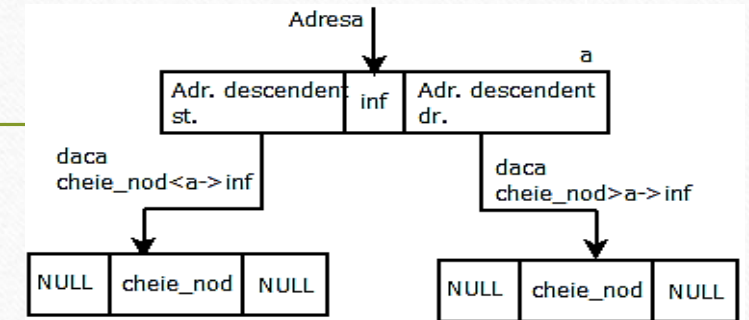 Adresa
a
Adr. descendent
st.
inf
Adr. descendent
dr.
daca
cheie_nod<a->inf
daca
cheie_nod>a->inf
NULL
cheie_nod
NULL
NULL
cheie_nod
NULL